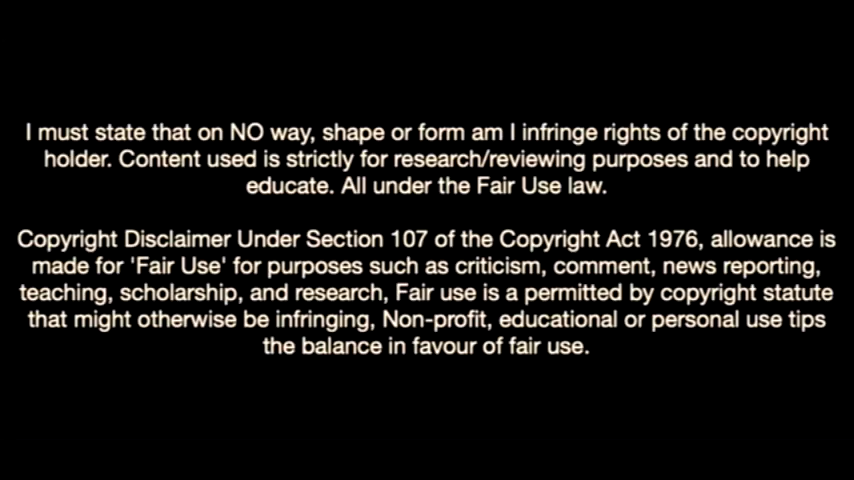 I must state that on NO way, shape or form am I infringe rights of the copyright
holder. Content used is strictly for research/reviewing purposes and to help
educate. All under the Fair Use law.
Copyright Disclaimer Under Section 107 of the Copyright Act 1976, allowance is
made for 'Fair Use' for purposes such as criticism, comment, news reporting,
teaching, scholarship, and research, Fair use is a permitted by copyright statute
that might otherwise be infringing, Non-profit, educational or personal use tips
the balance in favour of fair use.